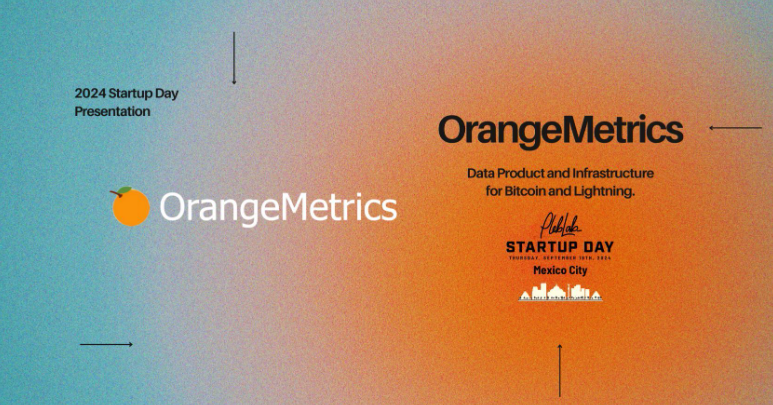 2024 Startup Day
Presentation
OrangeMetrics
OrangeMetrics
Data Product and Infrastructure
for Bitcoin and Lightning.
PlebLab
STARTUP DAY
THURSDAY, SEPTEMBER 19TH, 2024
Mexico City